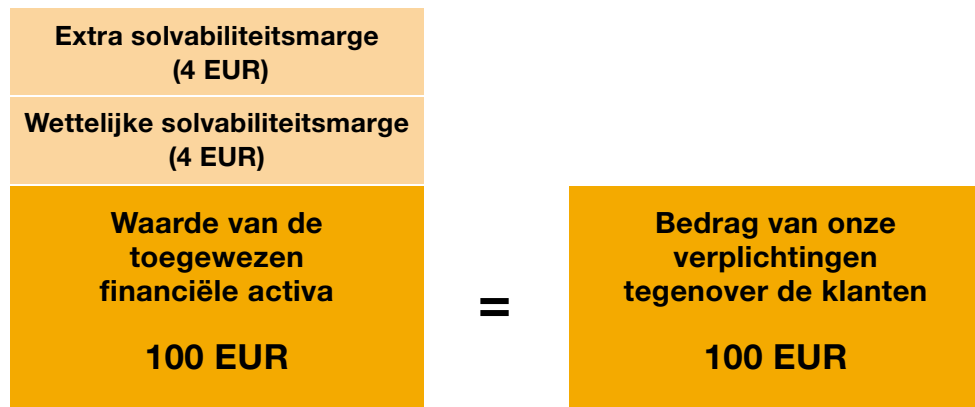 Extra solvabiliteitsmarge
(4 EUR)
Wettelijke solvabiliteitsmarge
(4 EUR)
Waarde van de
toegewezen
financiële activa
100 EUR
=
Bedrag van onze
verplichtingen
tegenover de klanten
100 EUR